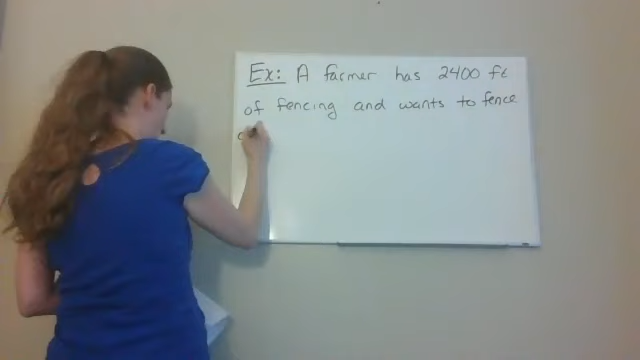 Ex: A farmer has 2400 ft
of fencing and wants to fence